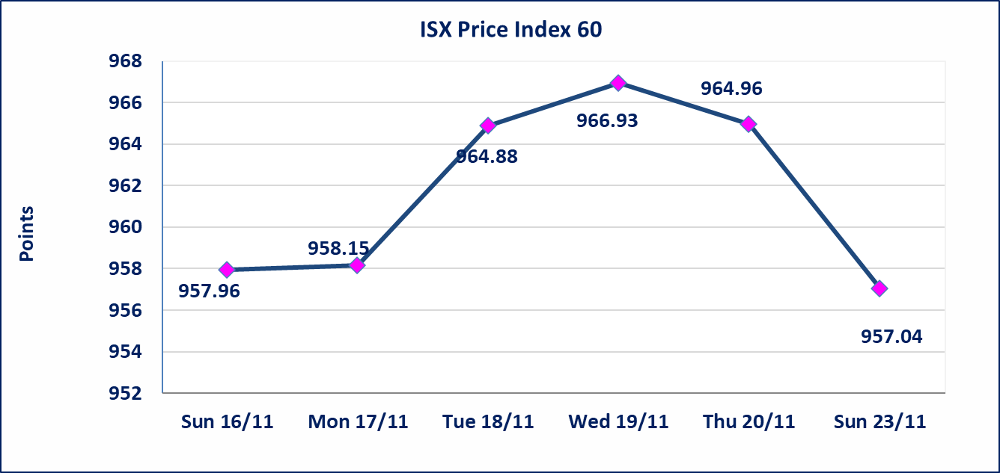 ISX Price Index 60
Points
968
966
964
962
960
958
956
954
952
957.96
958.15
964.88
966.93
964.96
957.04
Sun 16/11
Mon 17/11
Tue 18/11
Wed 19/11
Thu 20/11
Sun 23/11